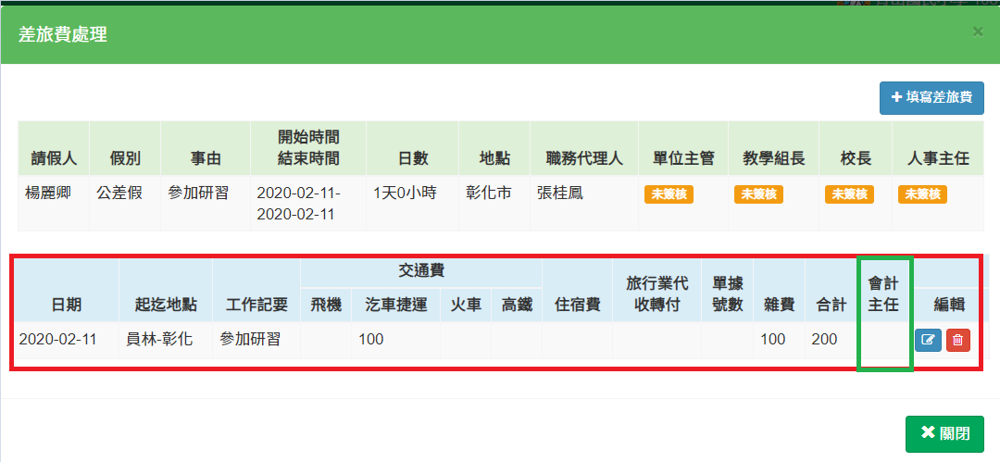 差旅費處理
×
填寫差旅費
請假人 假別 事由 開始時間 結束時間 日數 地點 職務代理人 單位主管 教學組長 校長 人事主任
楊麗卿 公差假 參加研習 2020-02-11- 2020-02-11 1天0小時 彰化市 張桂鳳 未簽核 未簽核 未簽核 未簽核
交通費
日期 起迄地點 工作記要 飛機 汽車捷運 火車 高鐵 住宿費 旅行業代收轉付 單據號數 雜費 合計 會計主任 編輯
2020-02-11 員林-彰化 參加研習 100 100 200
關閉